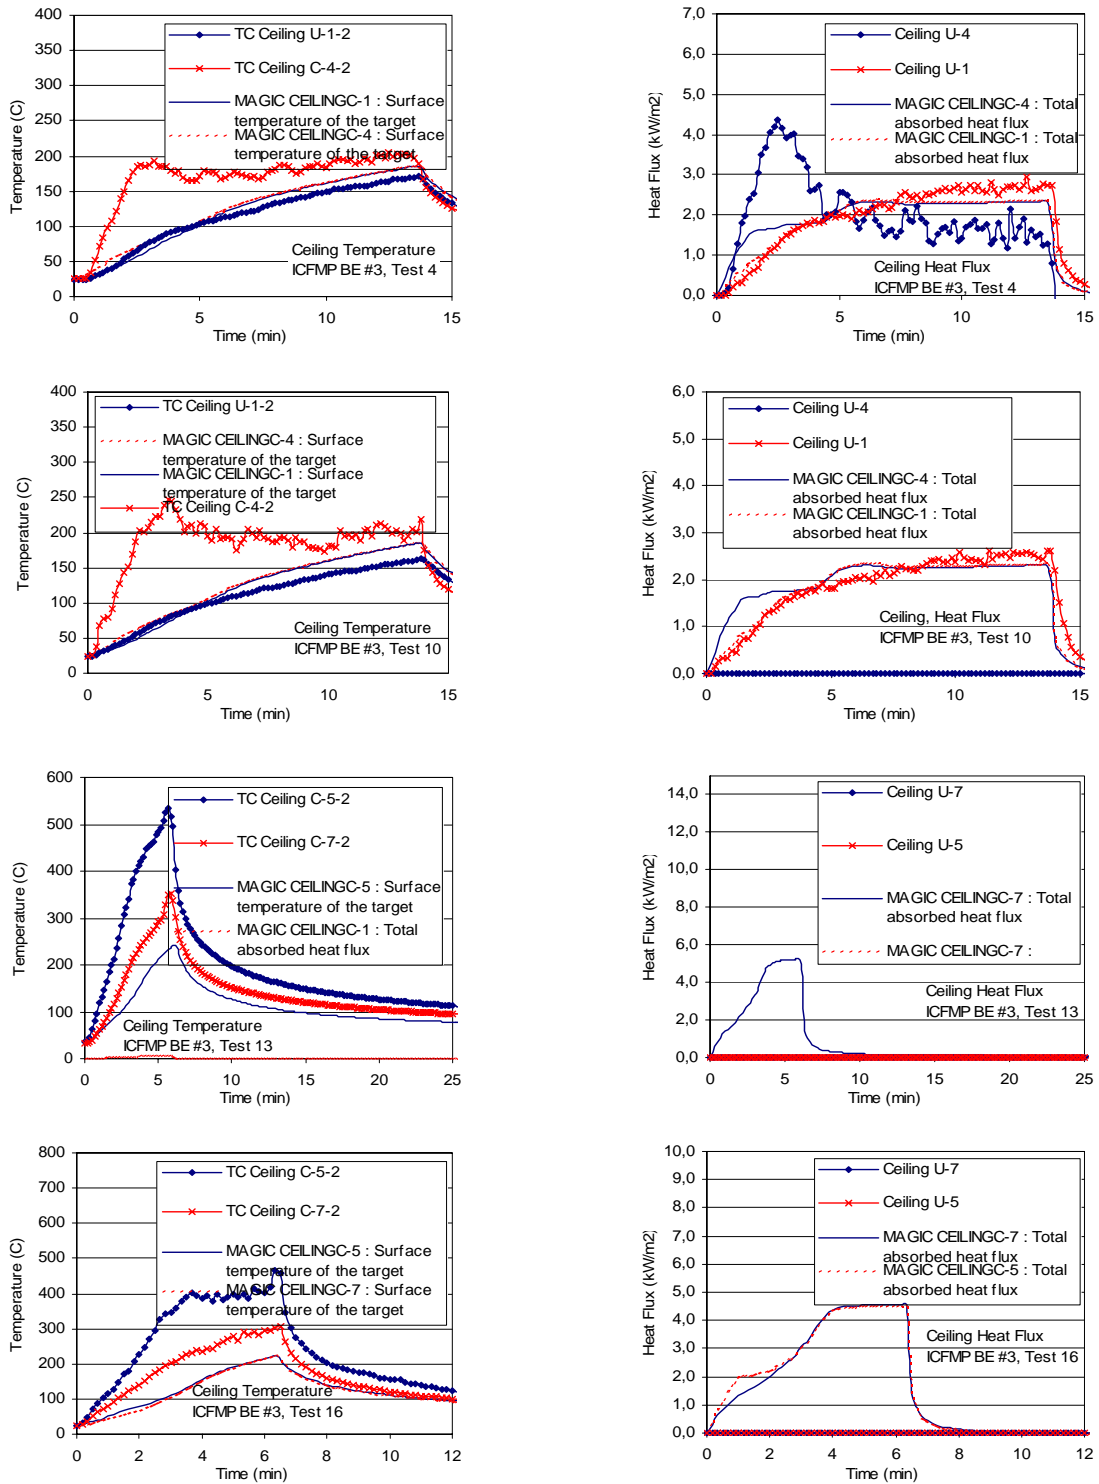 400
350
300
250
200
150
100
50
0
Temperature (C)
TC Ceiling U-1-2
TC Ceiling C-4-2
MAGIC CEILINGC-1 : Surface
temperature of the target
MAGIC CEILINGC-4 : Surface
temperature of the target
Ceiling Temperature
ICFMP BE #3, Test 4
0 5 10 15
Time (min)
7,0
6,0
5,0
4,0
3,0
2,0
1,0
0,0
Heat Flux (kW/m2)
Ceiling U-4
Ceiling U-1
MAGIC CEILINGC-4 : Total
absorbed heat flux
MAGIC CEILINGC-1 : Total
absorbed heat flux
Ceiling Heat Flux
ICFMP BE #3, Test 4
0 5 10 15
Time (min)
400
350
300
250
200
150
100
50
0
Temperature (C)
TC Ceiling U-1-2
MAGIC CEILINGC-4 : Surface
temperature of the target
MAGIC CEILINGC-1 : Surface
temperature of the target
TC Ceiling C-4-2
Ceiling Temperature
ICFMP BE #3, Test 10
0 5 10 15
Time (min)
6,0
5,0
4,0
3,0
2,0
1,0
0,0
Heat Flux (kW/m2)
Ceiling U-4
Ceiling U-1
MAGIC CEILINGC-4 : Total
absorbed heat flux
MAGIC CEILINGC-1 : Total
absorbed heat flux
Ceiling, Heat Flux
ICFMP BE #3, Test 10
0 5 10 15
Time (min)
600
500
400
300
200
100
0
Temperature (C)
TC Ceiling C-5-2
TC Ceiling C-7-2
MAGIC CEILINGC-5 : Surface
temperature of the target
MAGIC CEILINGC-1 : Total
absorbed heat flux
Ceiling Temperature
ICFMP BE #3, Test 13
0 5 10 15 20 25
Time (min)
14,0
12,0
10,0
8,0
6,0
4,0
2,0
0,0
Heat Flux (kW/m2)
Ceiling U-7
Ceiling U-5
MAGIC CEILINGC-7 : Total
absorbed heat flux
MAGIC CEILINGC-7 :
Ceiling Heat Flux
ICFMP BE #3, Test 13
0 5 10 15 20 25
Time (min)
800
700
600
500
400
300
200
100
0
Temperature (C)
TC Ceiling C-5-2
TC Ceiling C-7-2
MAGIC CEILINGC-5 : Surface
temperature of the target
MAGIC CEILINGC-7 : Surface
temperature of the target
Ceiling Temperature
ICFMP BE #3, Test 16
0 2 4 6 8 10 12
Time (min)
10,0
9,0
8,0
7,0
6,0
5,0
4,0
3,0
2,0
1,0
0,0
Heat Flux (kW/m2)
Ceiling U-7
Ceiling U-5
MAGIC CEILINGC-7 : Total
absorbed heat flux
MAGIC CEILINGC-5 : Total
absorbed heat flux
Ceiling Heat Flux
ICFMP BE #3, Test 16
0 2 4 6 8 10 12
Time (min)